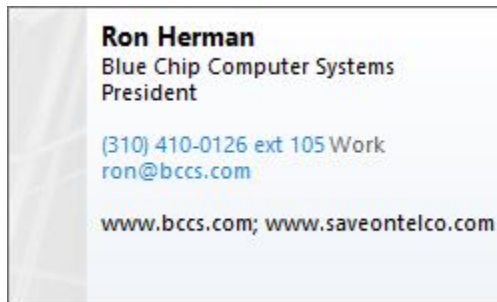 Ron Herman
Blue Chip Computer Systems
President
(310) 410-0126 ext 105 Work
ron@bccs.com
www.bccs.com; www.saveontelco.com